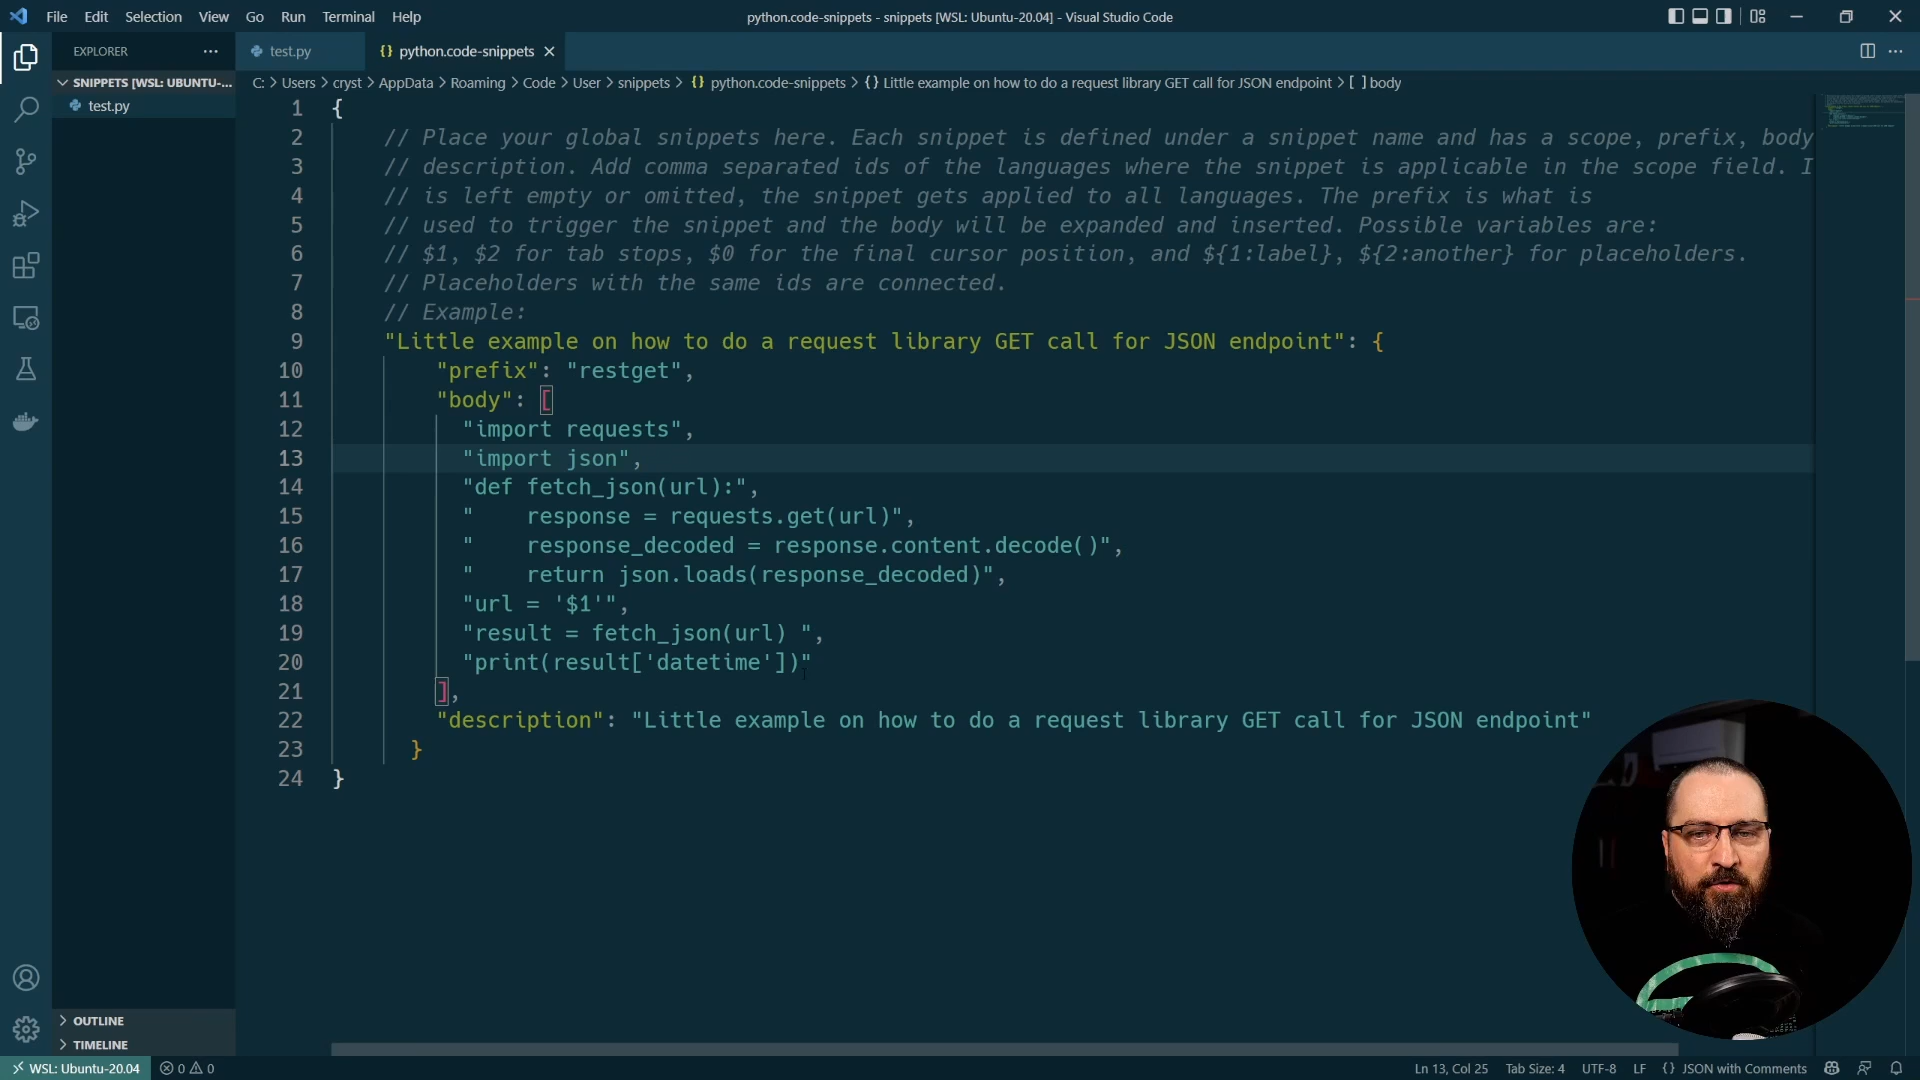 File Edit Selection View Go Run Terminal Help
python.code-snippets - snippets [WSL: Ubuntu-20.04] - Visual Studio Code
EXPLORER
test.py
{} python.code-snippets
SNIPPETS [WSL: UBUNTU-...
test.py
C: > Users > cryst > AppData > Roaming > Code > User > snippets > {} python.code-snippets > {} Little example on how to do a request library GET call for JSON endpoint > [ ] body
1 {
2 // Place your global snippets here. Each snippet is defined under a snippet name and has a scope, prefix, body
3 // description. Add comma separated ids of the languages where the snippet is applicable in the scope field. I
4 // is left empty or omitted, the snippet gets applied to all languages. The prefix is what is
5 // used to trigger the snippet and the body will be expanded and inserted. Possible variables are:
6 // $1, $2 for tab stops, $0 for the final cursor position, and ${1:label}, ${2:another} for placeholders.
7 // Placeholders with the same ids are connected.
8 // Example:
9 "Little example on how to do a request library GET call for JSON endpoint": {
10 "prefix": "restget",
11 "body": [
12 "import requests",
13 "import json",
14 "def fetch_json(url):",
15 "    response = requests.get(url)",
16 "    response_decoded = response.content.decode()",
17 "    return json.loads(response_decoded)",
18 "url = '$1'",
19 "result = fetch_json(url) ",
20 "print(result['datetime'])"
21 ],
22 "description": "Little example on how to do a request library GET call for JSON endpoint"
23 }
24 }
OUTLINE
TIMELINE
WSL: Ubuntu-20.04 0 0 Ln 13, Col 25 Tab Size: 4 UTF-8 LF {} JSON with Comments